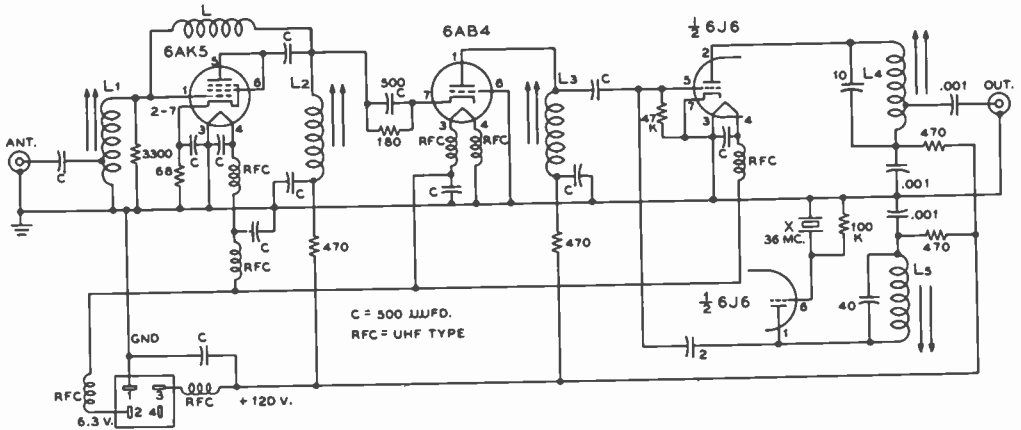 L
6AK5
5
C
6AB4
1/2 6J6
1
2
L1
1
6
L2
500
C
7
6
L3
C
5
7
10
L4
.001
OUT.
2-7
3
4
180
RFC
3
4
RFC
47
K
3
C
4
470
ANT.
C
3300
68
C
C
RFC
C
C
C
RFC
.001
C
470
470
X
36 MC.
100
K
.001
470
RFC
1/2 6J6
6
1
40
L5
C = 500 µµFD.
RFC = UHF TYPE
GND
C
2
RFC
1
3
2
4
RFC
+ 120 V.
6.3 V.